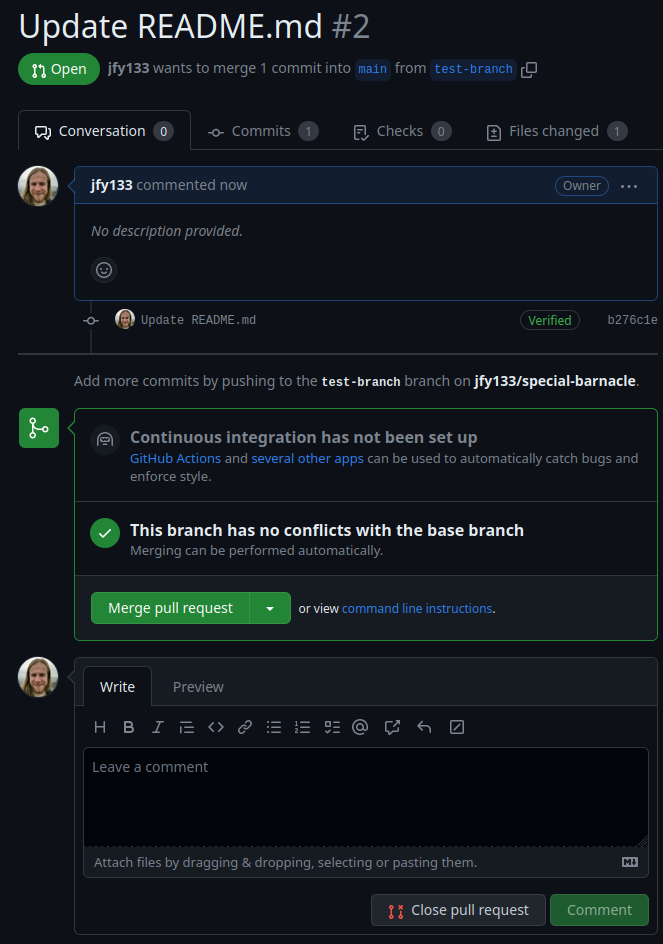 Update README.md #2
Open jfy133 wants to merge 1 commit into main from test-branch
Conversation 0 Commits 1 Checks 0 Files changed 1
jfy133 commented now Owner
No description provided.
Update README.md Verified b276c1e
Add more commits by pushing to the test-branch branch on jfy133/special-barnacle.
Continuous integration has not been set up
GitHub Actions and several other apps can be used to automatically catch bugs and
enforce style.
This branch has no conflicts with the base branch
Merging can be performed automatically.
Merge pull request or view command line instructions.
Write Preview
Leave a comment
Attach files by dragging & dropping, selecting or pasting them.
Close pull request Comment